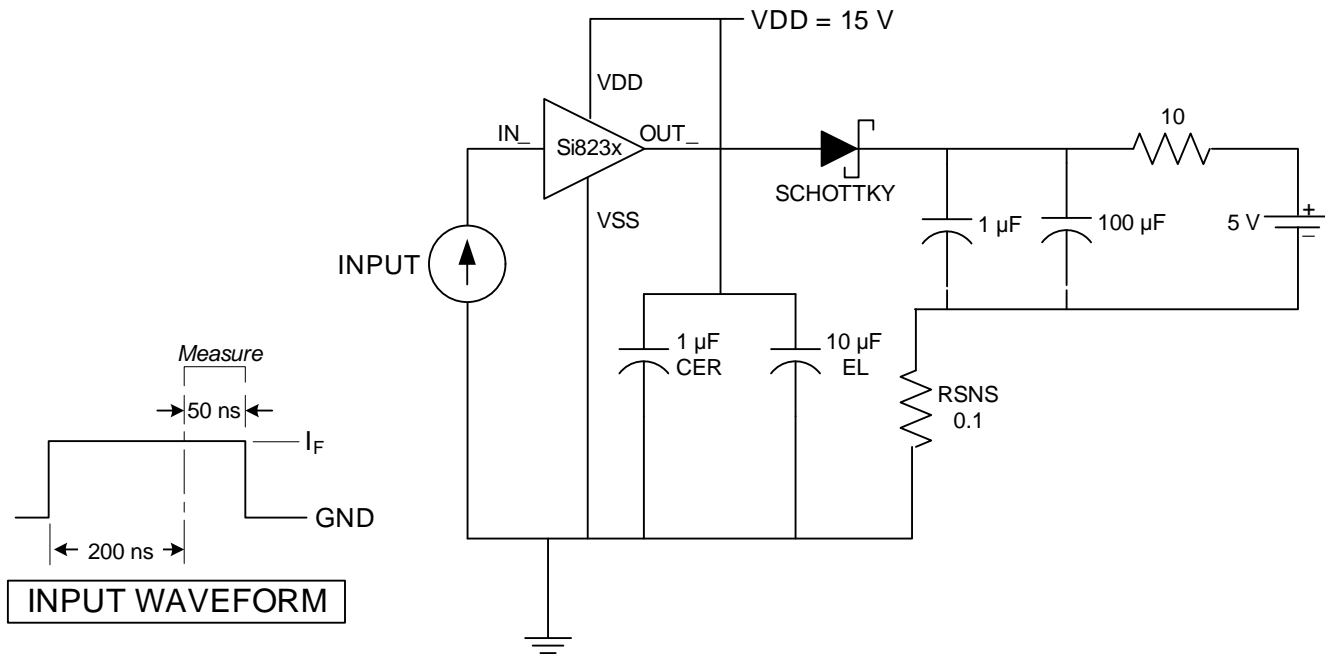 VDD = 15 V
VDD
10
IN_
Si823x
OUT_
SCHOTTKY
VSS
1 µF
100 µF
5 V
+
–
INPUT
1 µF
CER
10 µF
EL
RSNS
0.1
Measure
50 ns
IF
GND
200 ns
INPUT WAVEFORM